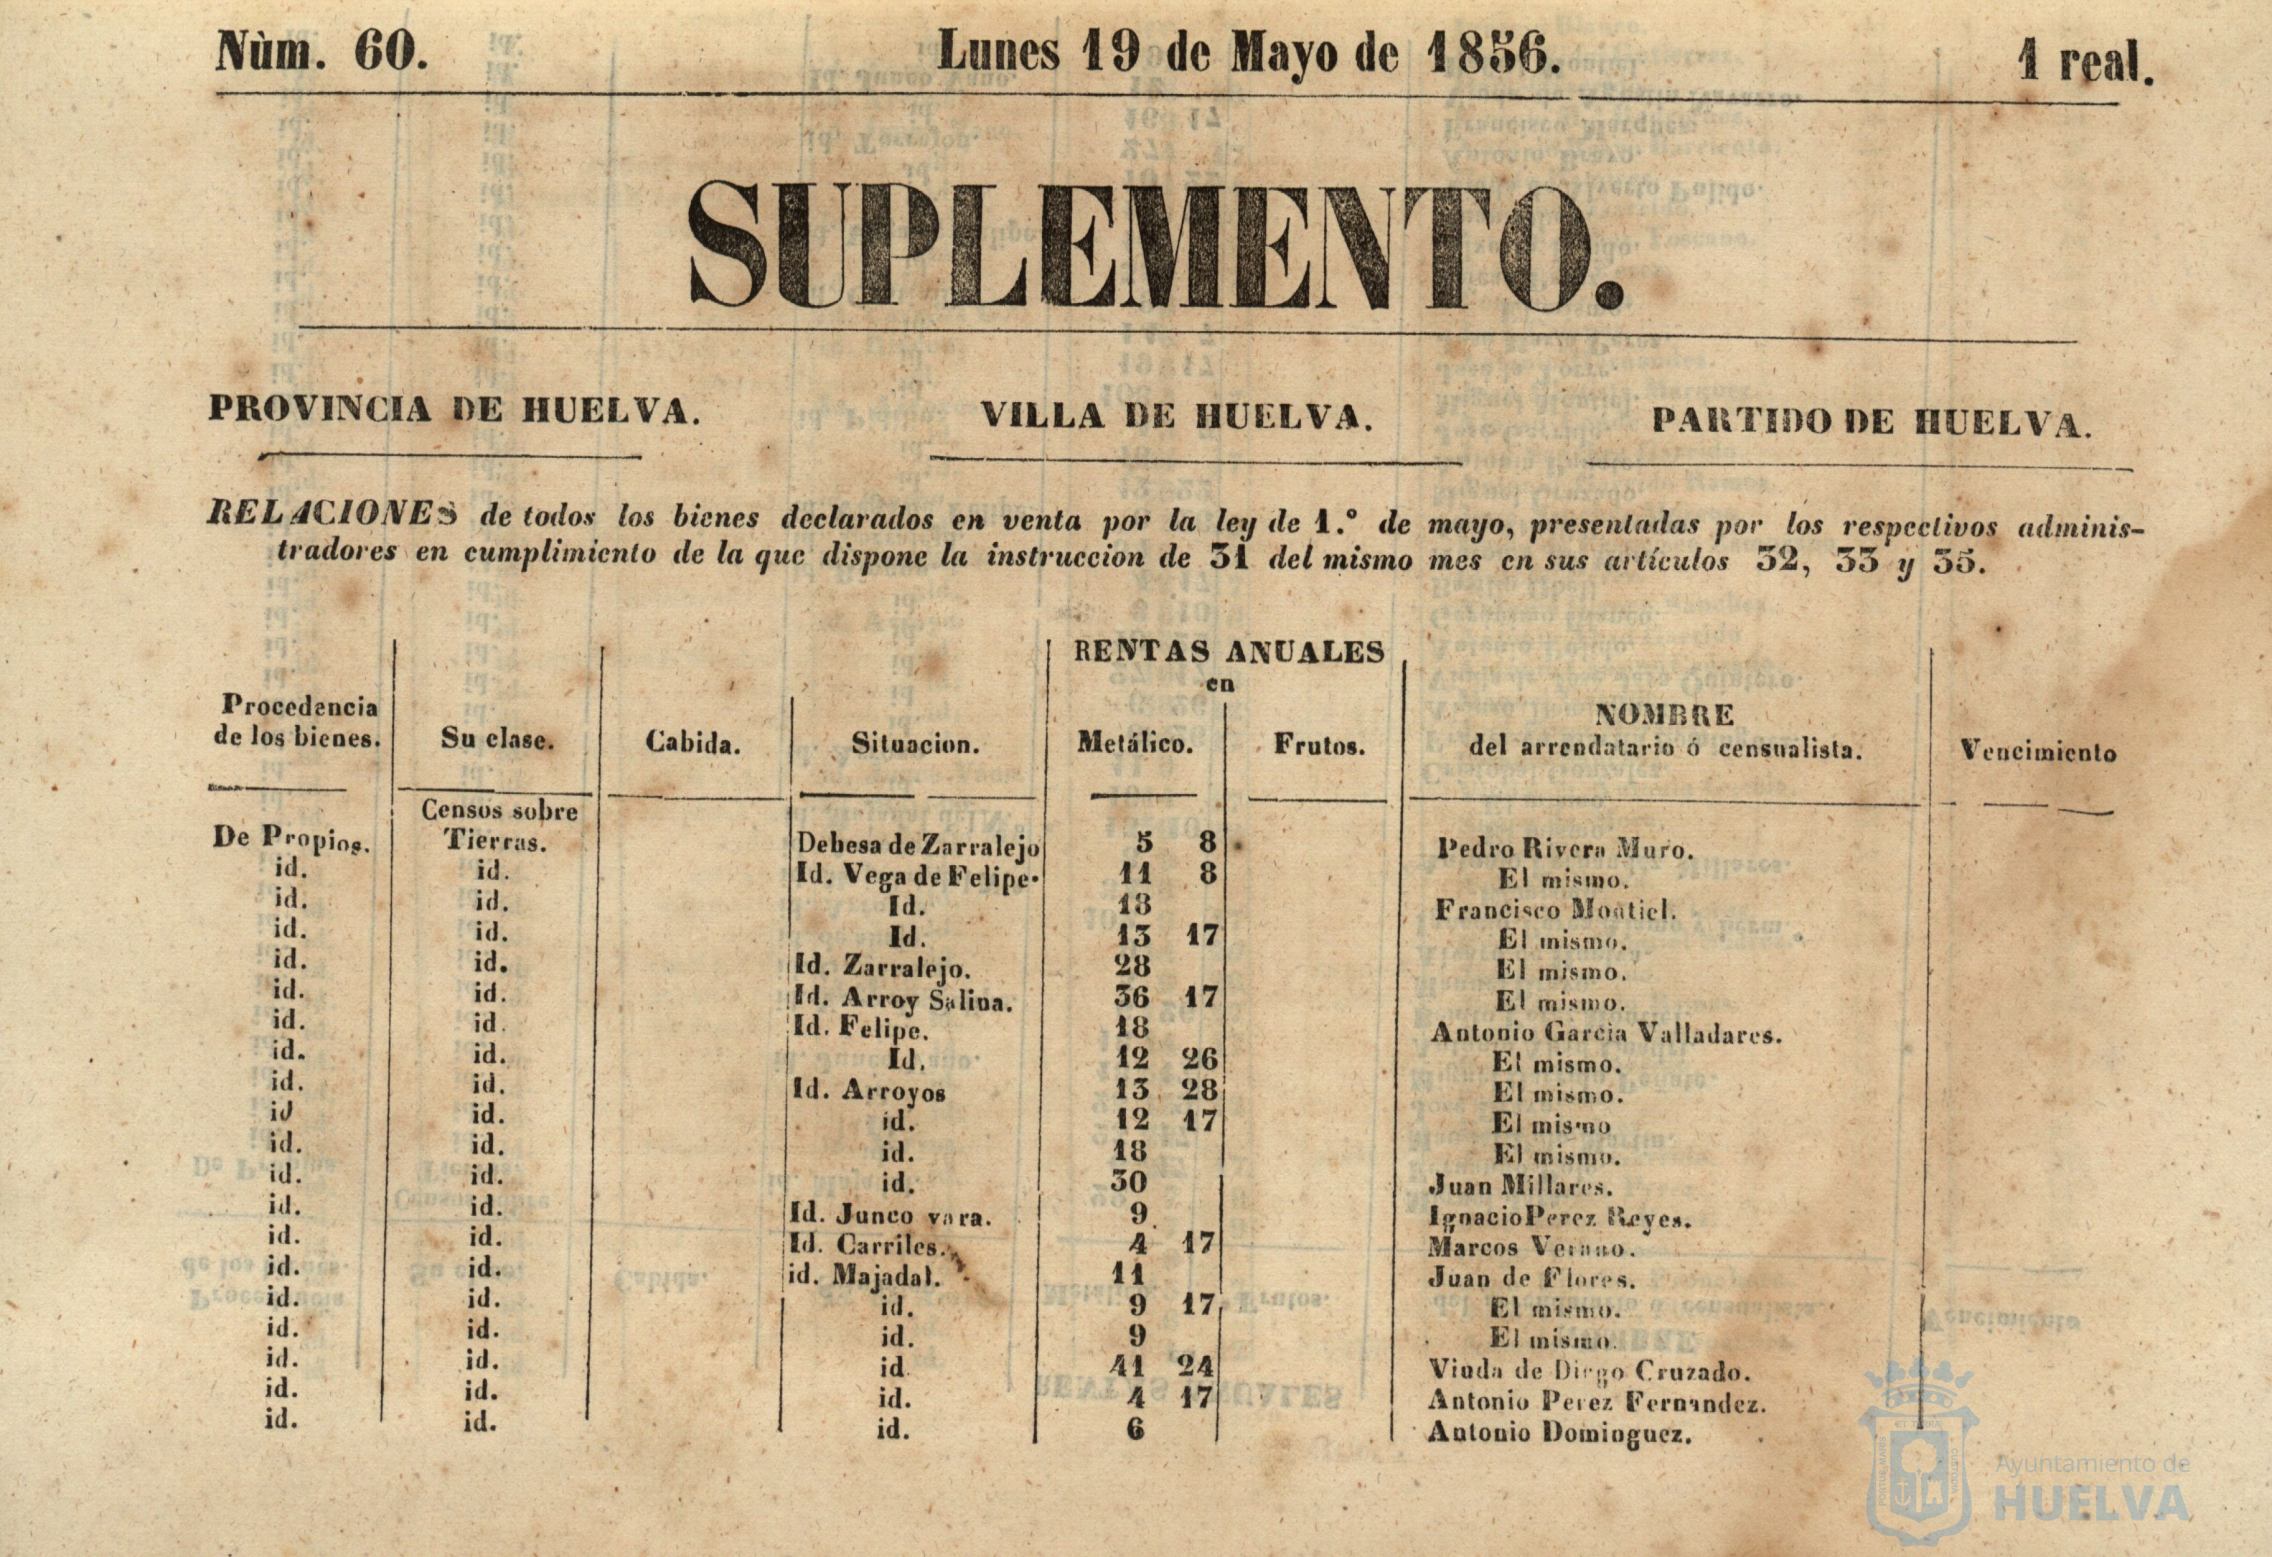 Nùm. 60. Lunes 19 de Mayo de 1856. 1 real.
SUPLEMENTO.
PROVINCIA DE HUELVA. VILLA DE HUELVA. PARTIDO DE HUELVA.
RELACIONES de todos los bienes declarados en venta por la ley de 1.º de mayo, presentadas por los respectivos adminis-
tradores en cumplimiento de la que dispone la instruccion de 31 del mismo mes en sus artículos 32, 33 y 35.
RENTAS ANUALES
en
Procedencia de los bienes. Su clase. Cabida. Situacion. Metálico. Frutos. NOMBRE del arrendatario ó censualista. Vencimiento
Censos sobre
De Propios. Tierras. Dehesa de Zarralejo 5 8 Pedro Rivera Muro.
id. id. Id. Vega de Felipe. 11 8 El mismo.
id. id. Id. 18 Francisco Montiel.
id. id. Id. 13 17 El mismo.
id. id. Id. Zarralejo. 28 El mismo.
id. id. Id. Arroy Salina. 36 17 El mismo.
id. id. Id. Felipe. 18 Antonio Garcia Valladares.
id. id. Id. 12 26 El mismo.
id. id. Id. Arroyos 13 28 El mismo.
id id. id. 12 17 El mismo
id. id. id. 18 El mismo.
id. id. id. 30 Juan Millares.
id. id. Id. Junco vara. 9 Ignacio Perez Reyes.
id. id. Id. Carriles. 4 17 Marcos Verano.
id. id. id. Majadal. 11 Juan de Flores.
id. id. id. 9 17 El mismo.
id. id. id. 9 El mismo.
id. id. id 41 24 Viuda de Diego Cruzado.
id. id. id. 4 17 Antonio Perez Fernandez.
id. id. id. 6 Antonio Dominguez.
Ayuntamiento de
HUELVA